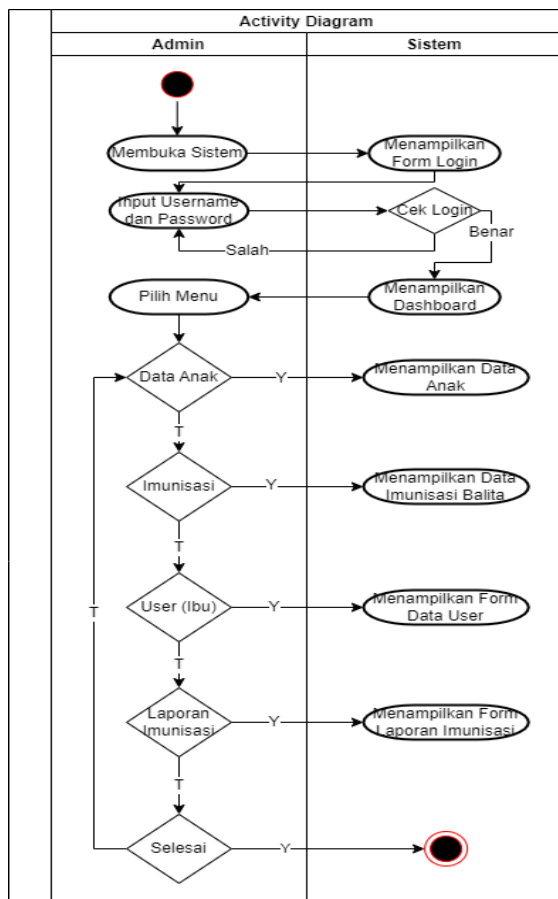 Activity Diagram
Admin
Sistem
Membuka Sistem
Menampilkan
Form Login
Input Username
dan Password
Cek Login
Salah
Benar
Pilih Menu
Menampilkan
Dashboard
Data Anak
Y
Menampilkan Data
Anak
T
Imunisasi
Y
Menampilkan Data
Imunisasi Balita
T
User (Ibu)
Y
Menampilkan Form
Data User
T
T
Laporan
Imunisasi
Y
Menampilkan Form
Laporan Imunisasi
T
Selesai
Y